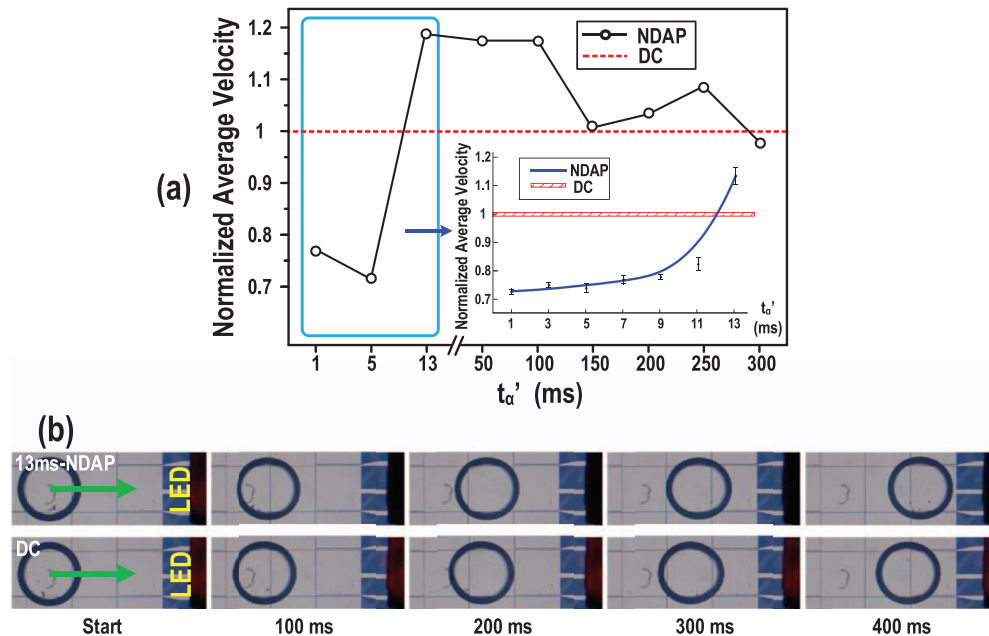 (a)
Normalized Average Velocity
1.2
1.1
1
0.9
0.8
0.7
NDAP
DC
1 5 13 50 100 150 200 250 300
tα' (ms)
Normalized Average Velocity
1.2
1.1
1
0.9
0.8
0.7
NDAP
DC
1 3 5 7 9 11 13
tα'
(ms)
(b)
13ms-NDAP
LED
DC
LED
Start 100 ms 200 ms 300 ms 400 ms